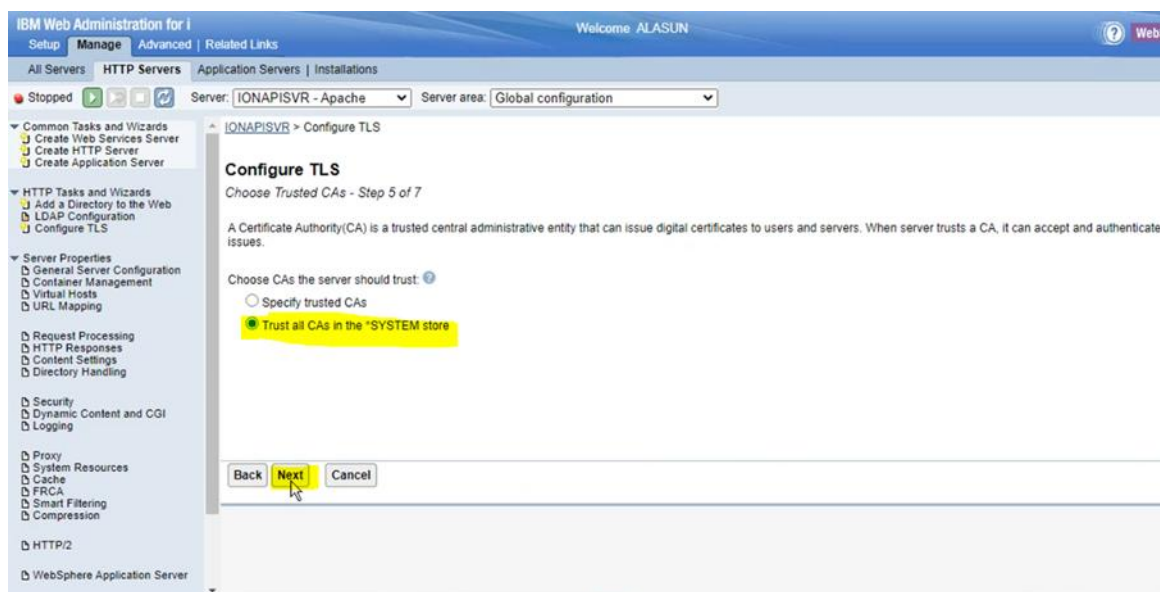 IBM Web Administration for i
Welcome ALASUN
Web
Setup Manage Advanced | Related Links
All Servers HTTP Servers Application Servers | Installations
Stopped Server: IONAPISVR - Apache Server area: Global configuration
Common Tasks and Wizards
Create Web Services Server
Create HTTP Server
Create Application Server
HTTP Tasks and Wizards
Add a Directory to the Web
LDAP Configuration
Configure TLS
Server Properties
General Server Configuration
Container Management
Virtual Hosts
URL Mapping
Request Processing
HTTP Responses
Content Settings
Directory Handling
Security
Dynamic Content and CGI
Logging
Proxy
System Resources
Cache
FRCA
Smart Filtering
Compression
HTTP/2
WebSphere Application Server
IONAPISVR > Configure TLS
Configure TLS
Choose Trusted CAs - Step 5 of 7
A Certificate Authority(CA) is a trusted central administrative entity that can issue digital certificates to users and servers. When server trusts a CA, it can accept and authenticate
issues.
Choose CAs the server should trust:
Specify trusted CAs
Trust all CAs in the *SYSTEM store
Back Next Cancel